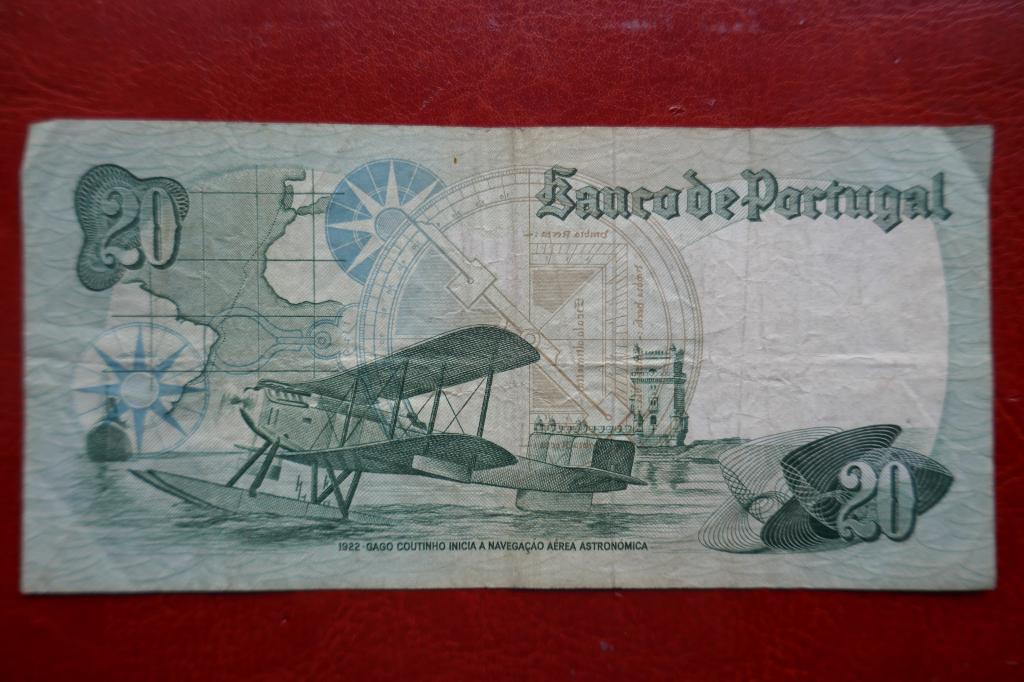 20
Banco de Portugal
20
1922 - GAGO COUTINHO INICIA A NAVEGAÇÃO AÉREA ASTRONÓMICA